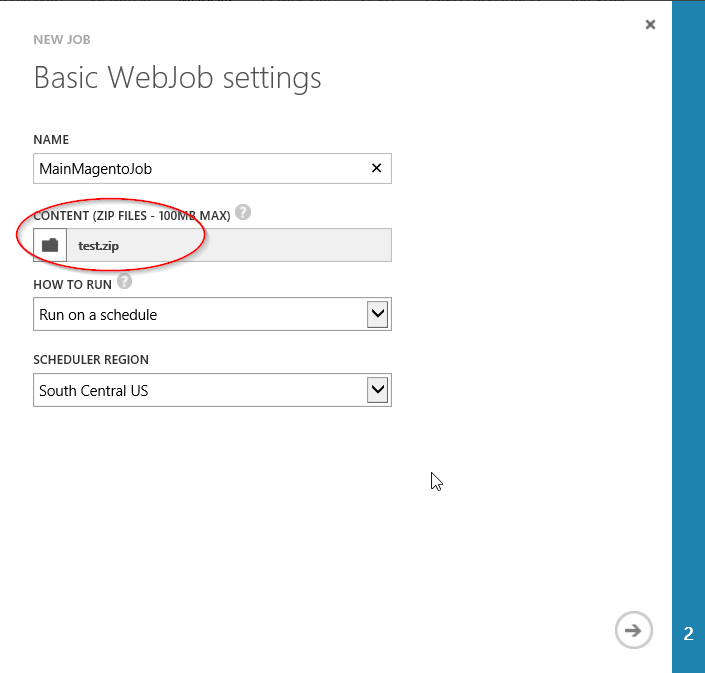 NEW JOB
Basic WebJob settings
NAME
MainMagentoJob
CONTENT (ZIP FILES - 100MB MAX) ?
test.zip
HOW TO RUN ?
Run on a schedule
SCHEDULER REGION
South Central US
2